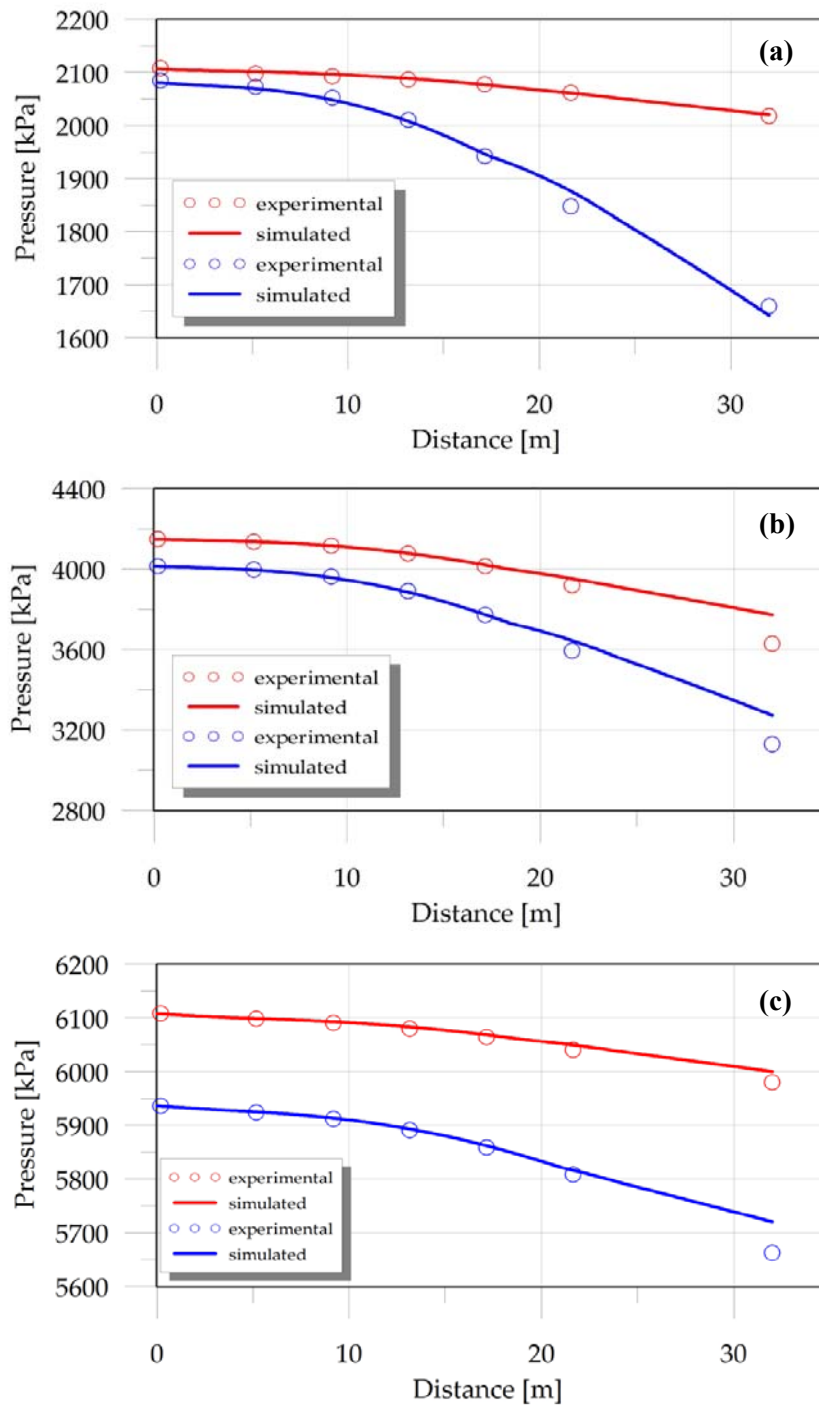 2200
(a)
2100
2000
1900
1800
1700
1600
Pressure [kPa]
experimental
simulated
experimental
simulated
0 10 20 30
Distance [m]
4400
(b)
4000
3600
3200
2800
Pressure [kPa]
experimental
simulated
experimental
simulated
0 10 20 30
Distance [m]
6200
(c)
6100
6000
5900
5800
5700
5600
Pressure [kPa]
experimental
simulated
experimental
simulated
0 10 20 30
Distance [m]